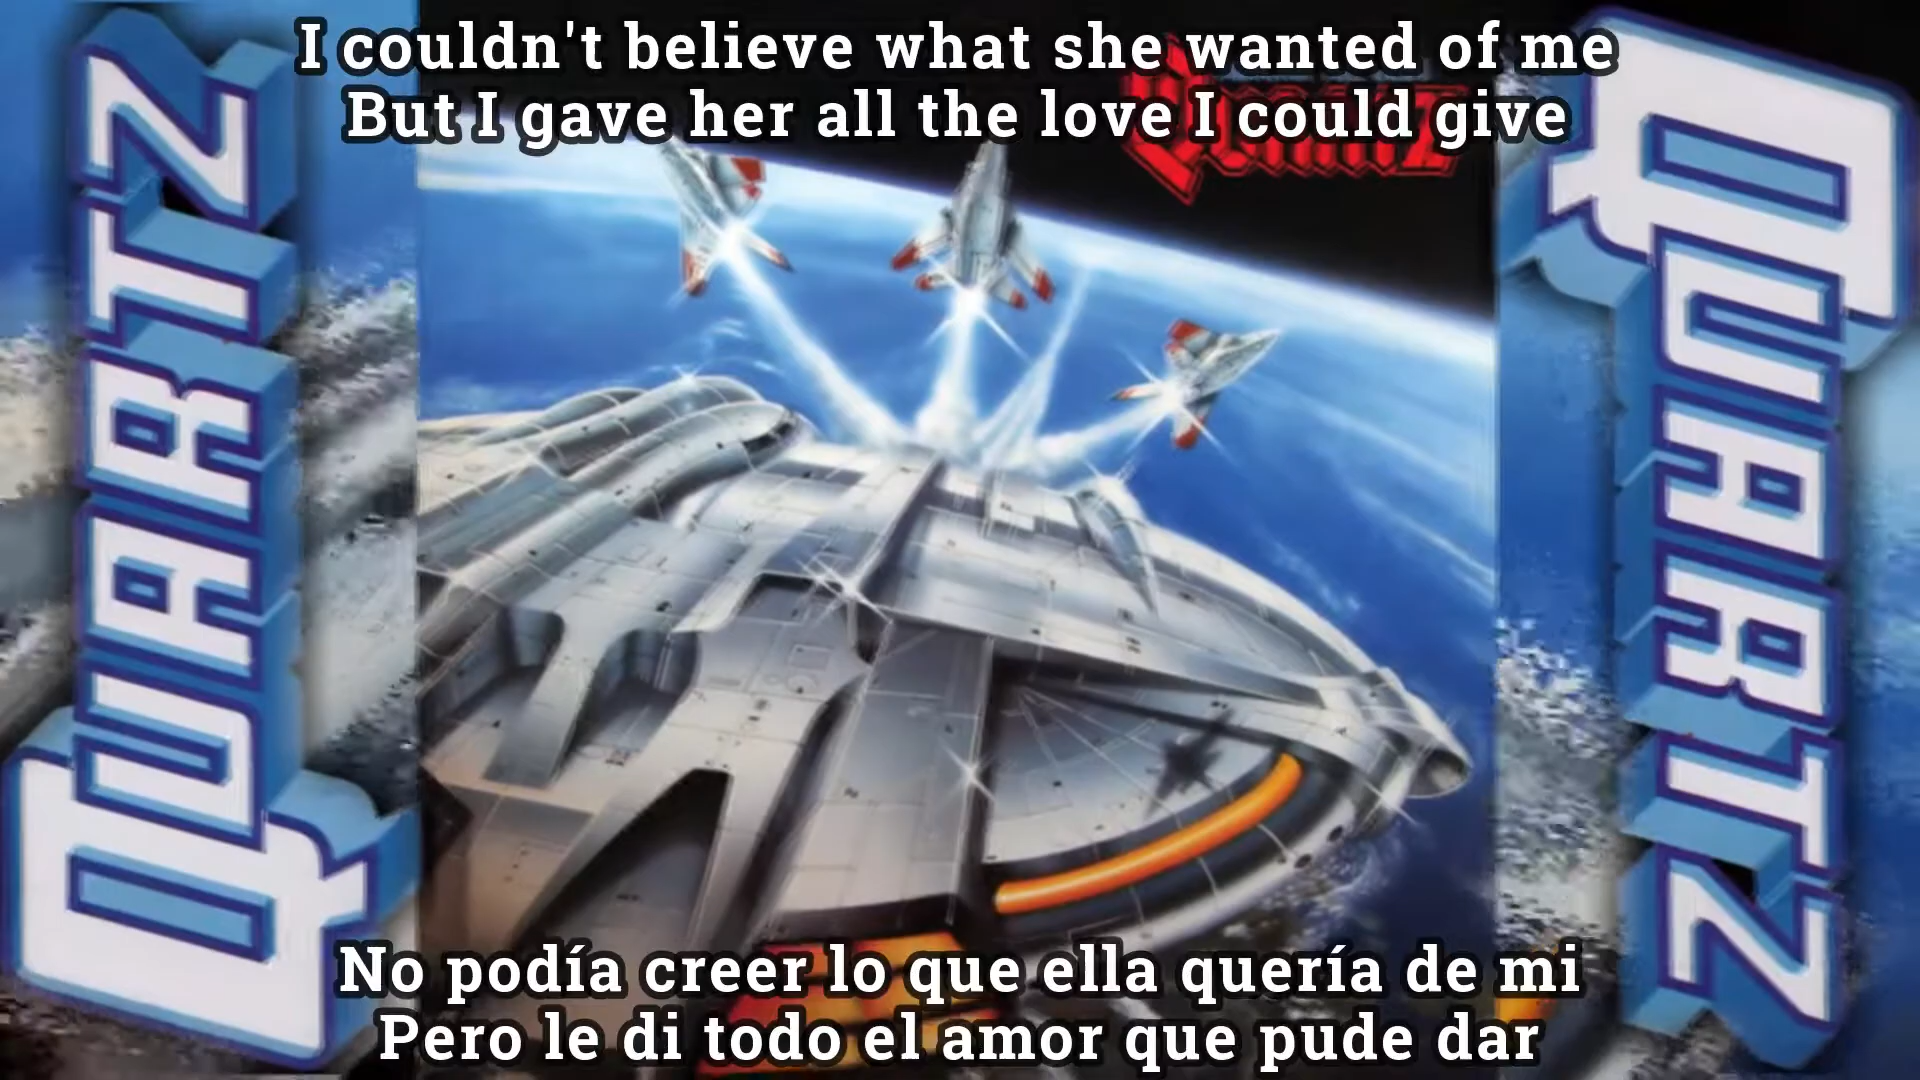 I couldn't believe what she wanted of me
But I gave her all the love I could give
Quartz
QUARTZ
QUARTZ
No podía creer lo que ella quería de mi
Pero le di todo el amor que pude dar